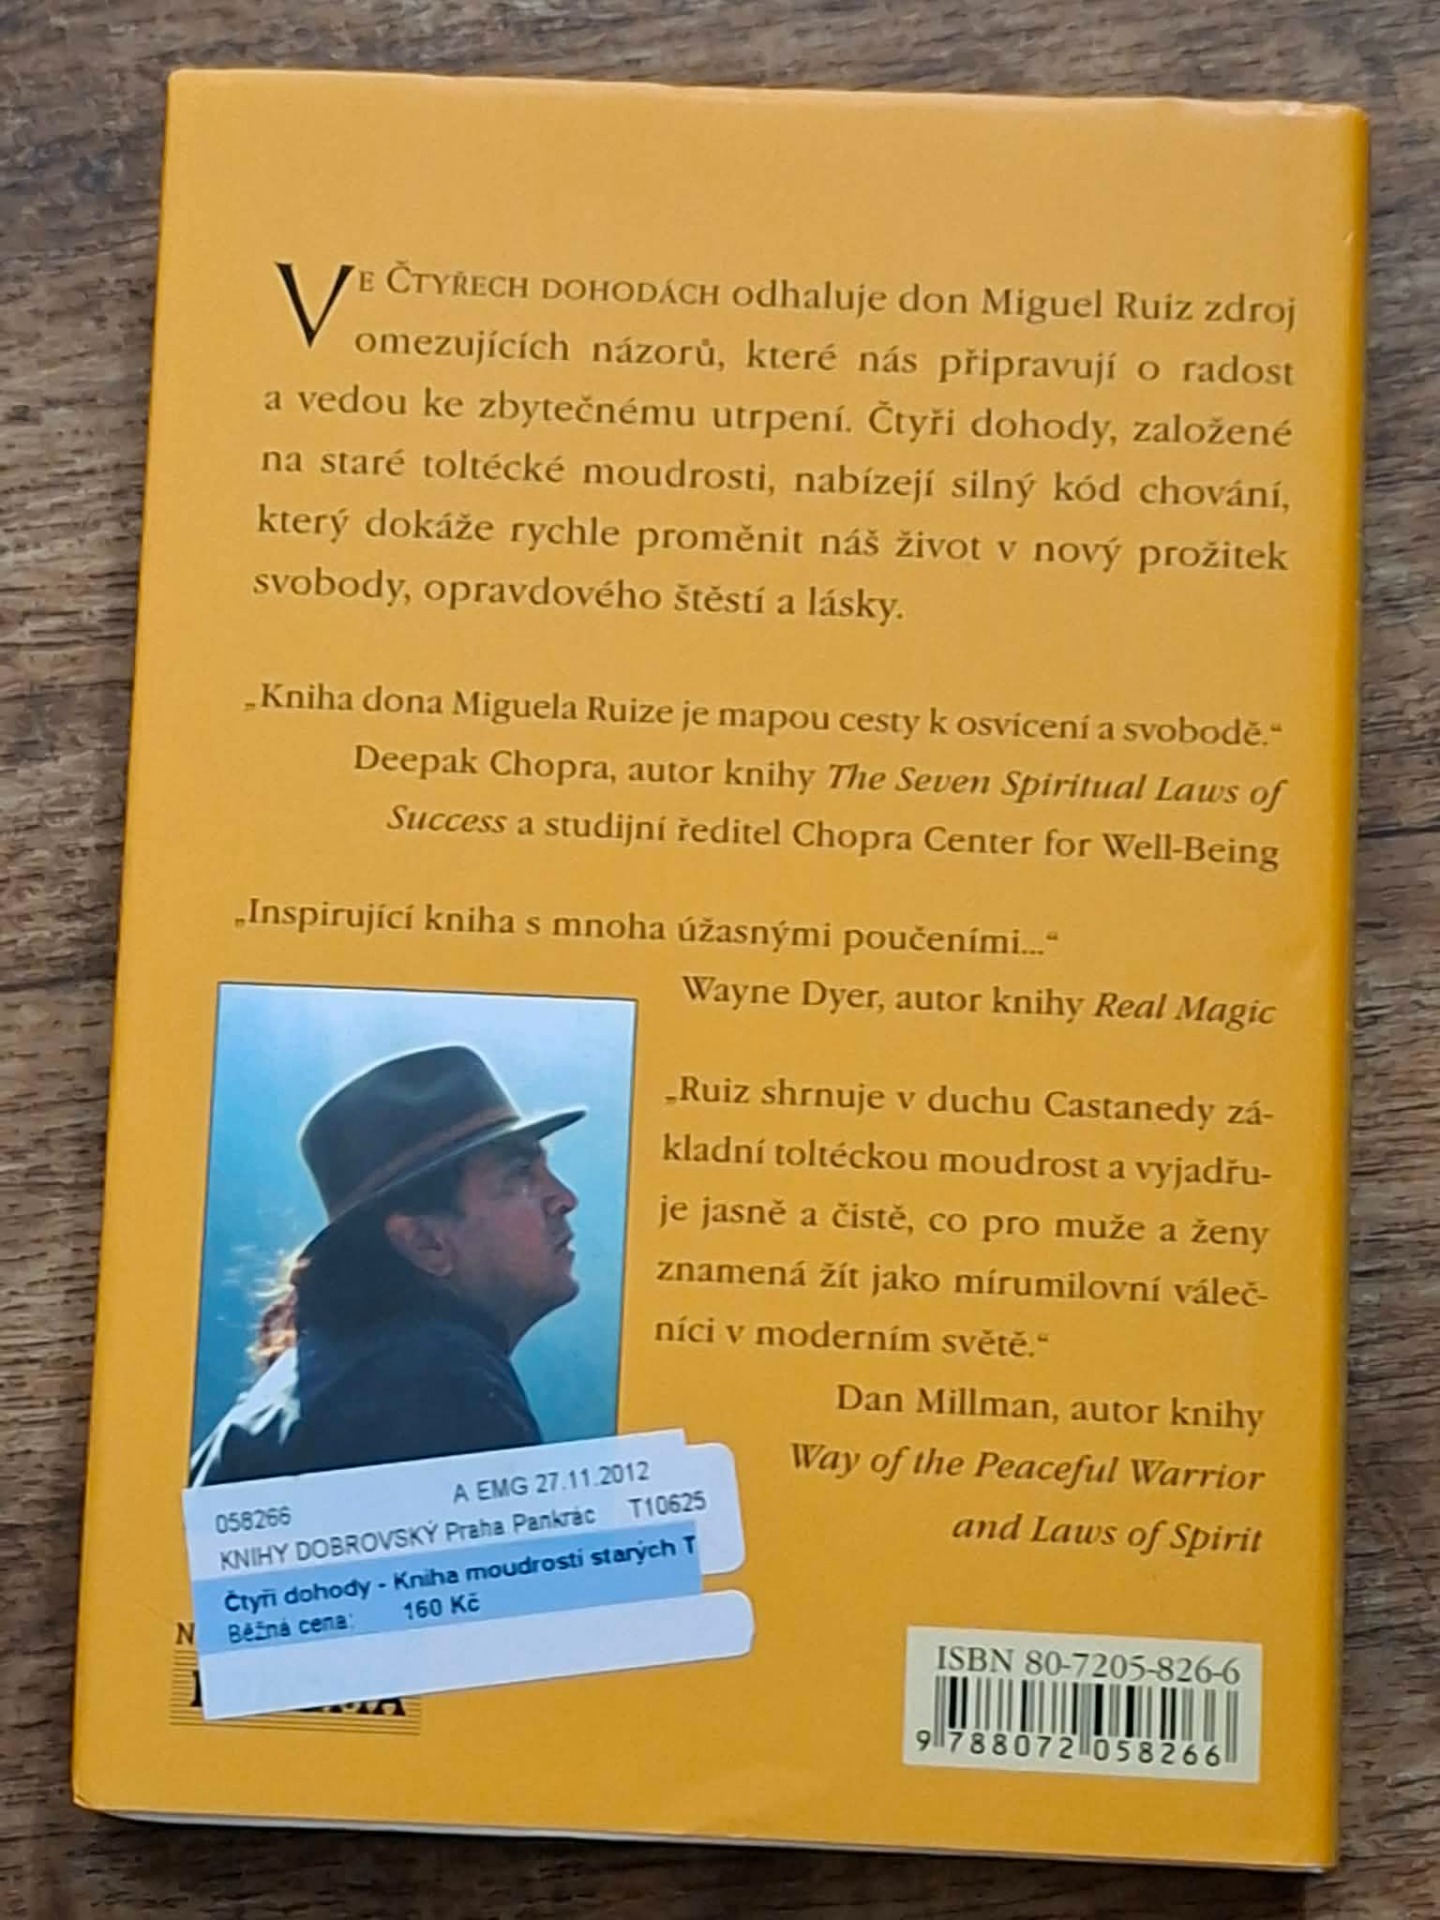 VE ČTYŘECH DOHODÁCH odhaluje don Miguel Ruiz zdroj
omezujících názorů, které nás připravují o radost
a vedou ke zbytečnému utrpení. Čtyři dohody, založené
na staré toltécké moudrosti, nabízejí silný kód chování,
který dokáže rychle proměnit náš život v nový prožitek
svobody, opravdového štěstí a lásky.
„Kniha dona Miguela Ruize je mapou cesty k osvícení a svobodě.“
Deepak Chopra, autor knihy The Seven Spiritual Laws of
Success a studijní ředitel Chopra Center for Well-Being
„Inspirující kniha s mnoha úžasnými poučeními...“
Wayne Dyer, autor knihy Real Magic
„Ruiz shrnuje v duchu Castanedy zá-
kladní toltéckou moudrost a vyjadřu-
je jasně a čistě, co pro muže a ženy
znamená žít jako mírumilovní váleč-
níci v moderním světě.“
Dan Millman, autor knihy
Way of the Peaceful Warrior
and Laws of Spirit
058266 A EMG 27.11.2012
KNIHY DOBROVSKÝ Praha Pankrác T10625
Čtyři dohody - Kniha moudrosti starých T
Běžná cena: 160 Kč
ISBN 80-7205-826-6
9 788072 058266